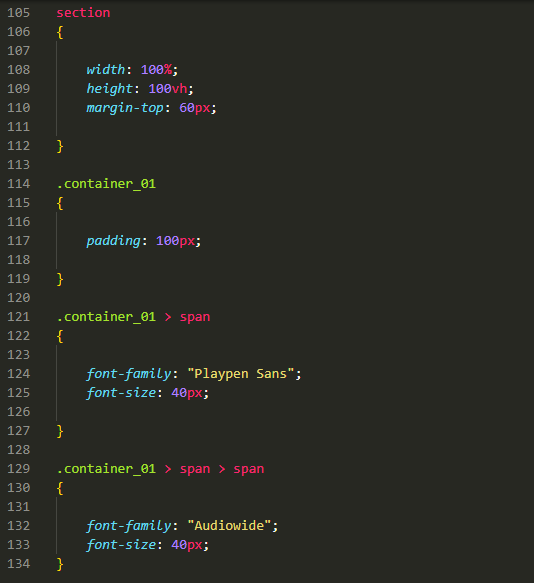 105 section
106 {
107
108 width: 100%;
109 height: 100vh;
110 margin-top: 60px;
111
112 }
113
114 .container_01
115 {
116
117 padding: 100px;
118
119 }
120
121 .container_01 > span
122 {
123
124 font-family: "Playpen Sans";
125 font-size: 40px;
126
127 }
128
129 .container_01 > span > span
130 {
131
132 font-family: "Audiowide";
133 font-size: 40px;
134 }